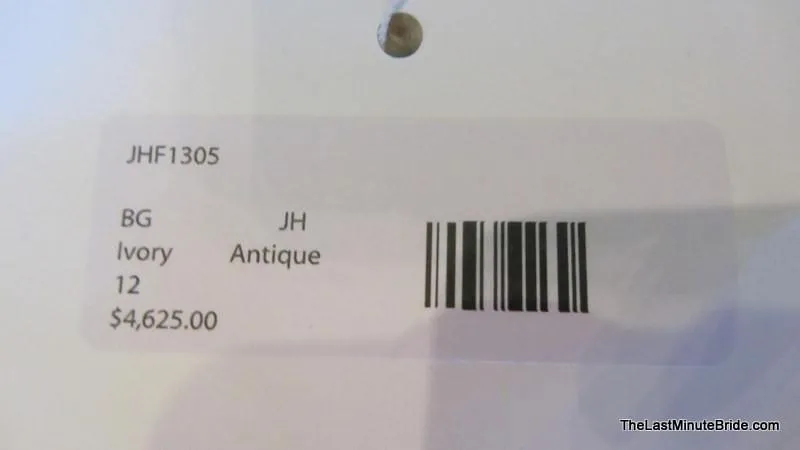 JHF1305
BG JH
Ivory Antique
12
$4,625.00
TheLastMinuteBride.com